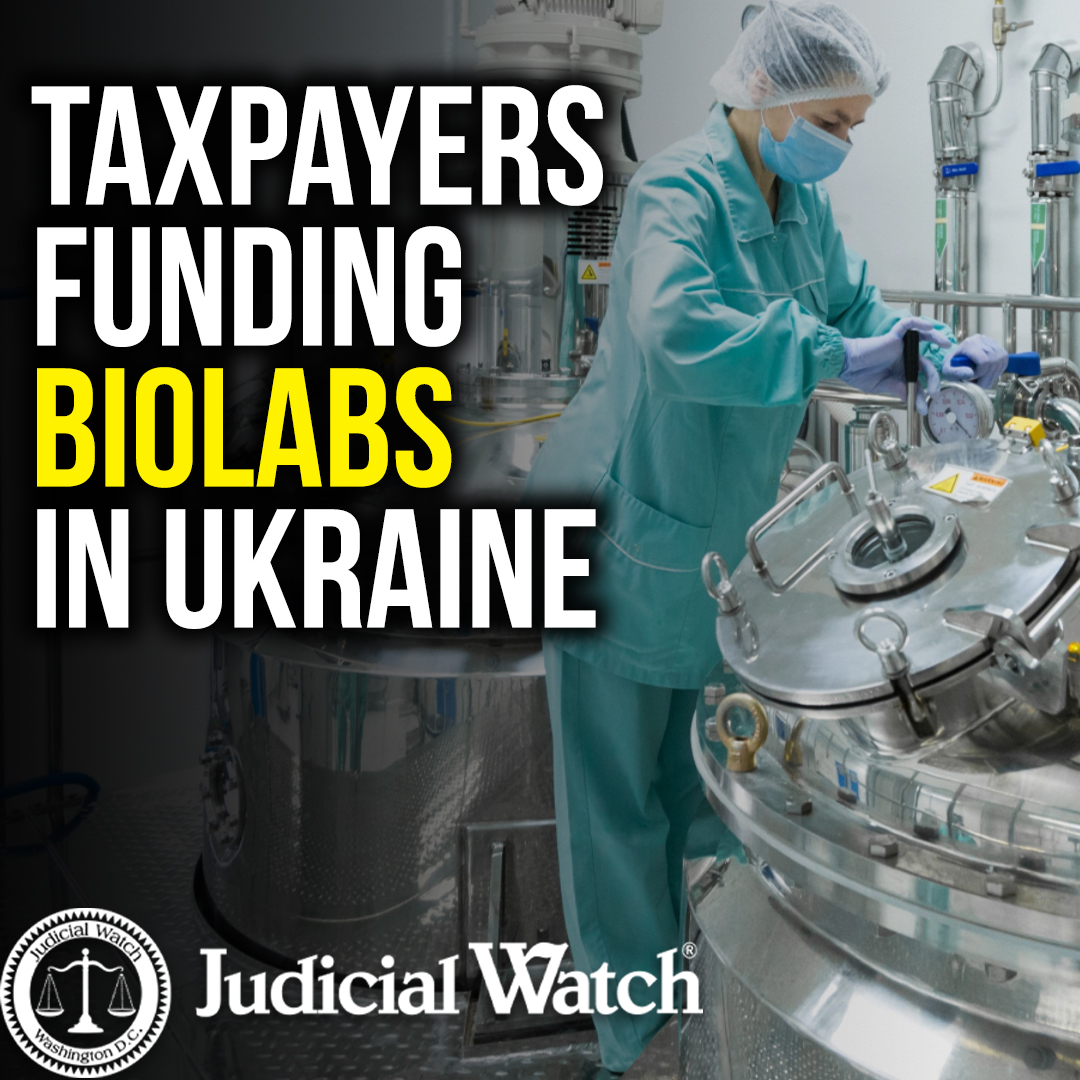 TAXPAYERS
FUNDING
BIOLABS
IN UKRAINE
Judicial Watch
Washington D.C.
Judicial Watch®